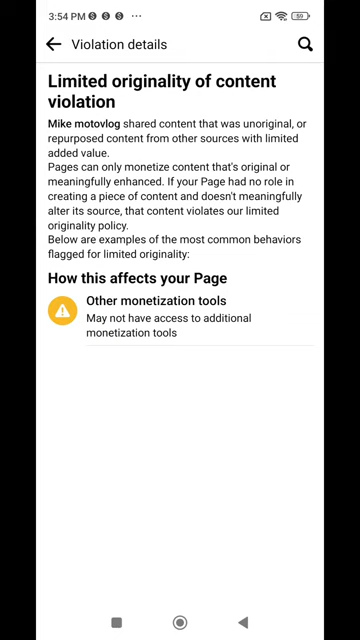 3:54 PM
59
Violation details
Limited originality of content
violation
Mike motovlog shared content that was unoriginal, or
repurposed content from other sources with limited
added value.
Pages can only monetize content that's original or
meaningfully enhanced. If your Page had no role in
creating a piece of content and doesn't meaningfully
alter its source, that content violates our limited
originality policy.
Below are examples of the most common behaviors
flagged for limited originality:
How this affects your Page
Other monetization tools
May not have access to additional
monetization tools